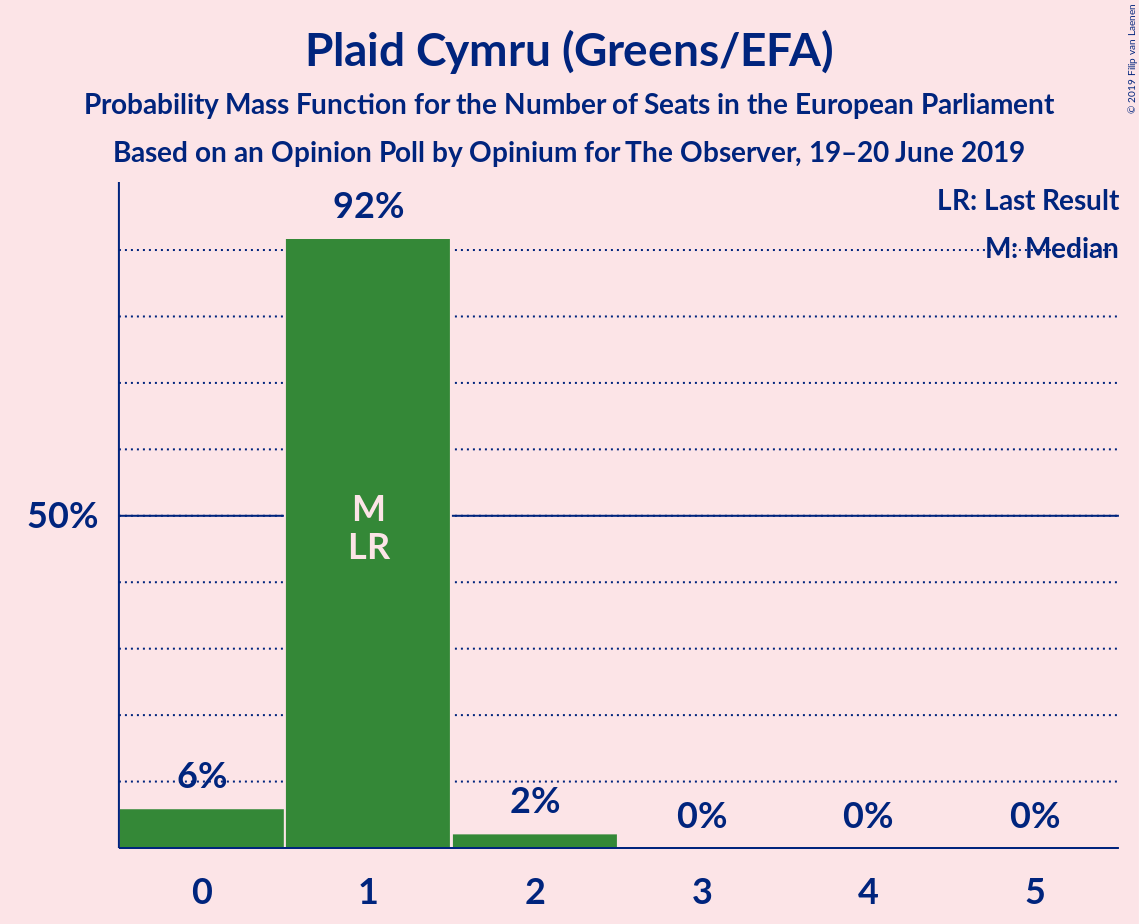 Plaid Cymru (Greens/EFA)
Probability Mass Function for the Number of Seats in the European Parliament
Based on an Opinion Poll by Opinium for The Observer, 19–20 June 2019
© 2019 Filip van Laenen
LR: Last Result
M: Median
92%
50%
M
LR
6%
2%
0%
0%
0%
0
1
2
3
4
5